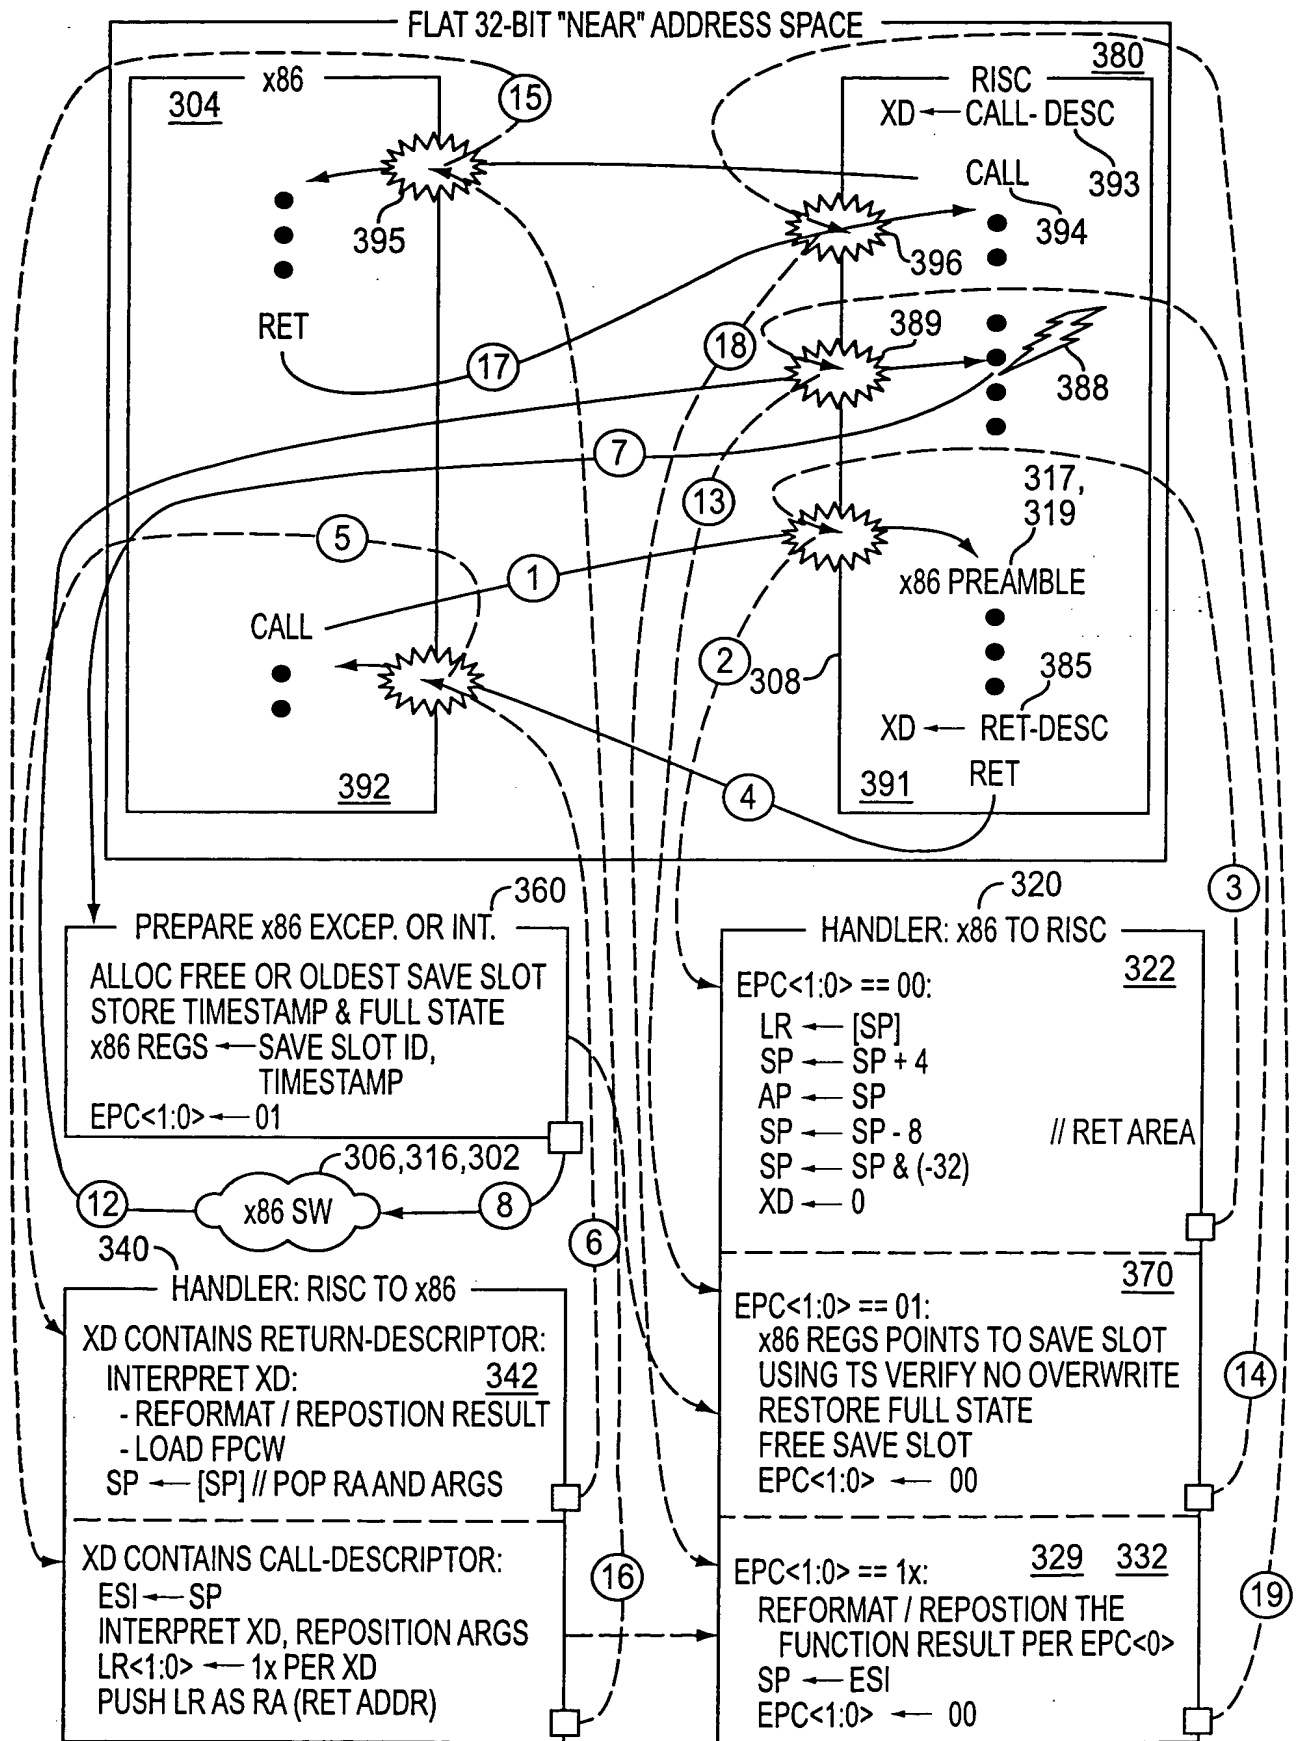 FLAT 32-BIT "NEAR" ADDRESS SPACE
380
x86
304
15
395
RET
17
CALL
1
5
7
392
RISC
XD ← CALL- DESC
393
CALL
394
396
18
389
388
13
317,
319
x86 PREAMBLE
2
308
385
XD ← RET-DESC
RET
391
4
3
360
PREPARE x86 EXCEP. OR INT.
ALLOC FREE OR OLDEST SAVE SLOT
STORE TIMESTAMP & FULL STATE
x86 REGS ← SAVE SLOT ID,
TIMESTAMP
EPC<1:0> ← 01
306,316,302
12
x86 SW
8
6
340
HANDLER: RISC TO x86
XD CONTAINS RETURN-DESCRIPTOR:
INTERPRET XD:
342
- REFORMAT / REPOSTION RESULT
- LOAD FPCW
SP ← [SP] // POP RA AND ARGS
XD CONTAINS CALL-DESCRIPTOR:
ESI ← SP
INTERPRET XD, REPOSITION ARGS
LR<1:0> ← 1x PER XD
PUSH LR AS RA (RET ADDR)
16
320
HANDLER: x86 TO RISC
322
EPC<1:0> == 00:
LR ← [SP]
SP ← SP + 4
AP ← SP
SP ← SP - 8 // RET AREA
SP ← SP & (-32)
XD ← 0
370
EPC<1:0> == 01:
x86 REGS POINTS TO SAVE SLOT
USING TS VERIFY NO OVERWRITE
RESTORE FULL STATE
FREE SAVE SLOT
EPC<1:0> ← 00
14
EPC<1:0> == 1x: 329 332
REFORMAT / REPOSTION THE
FUNCTION RESULT PER EPC<0>
SP ← ESI
EPC<1:0> ← 00
19